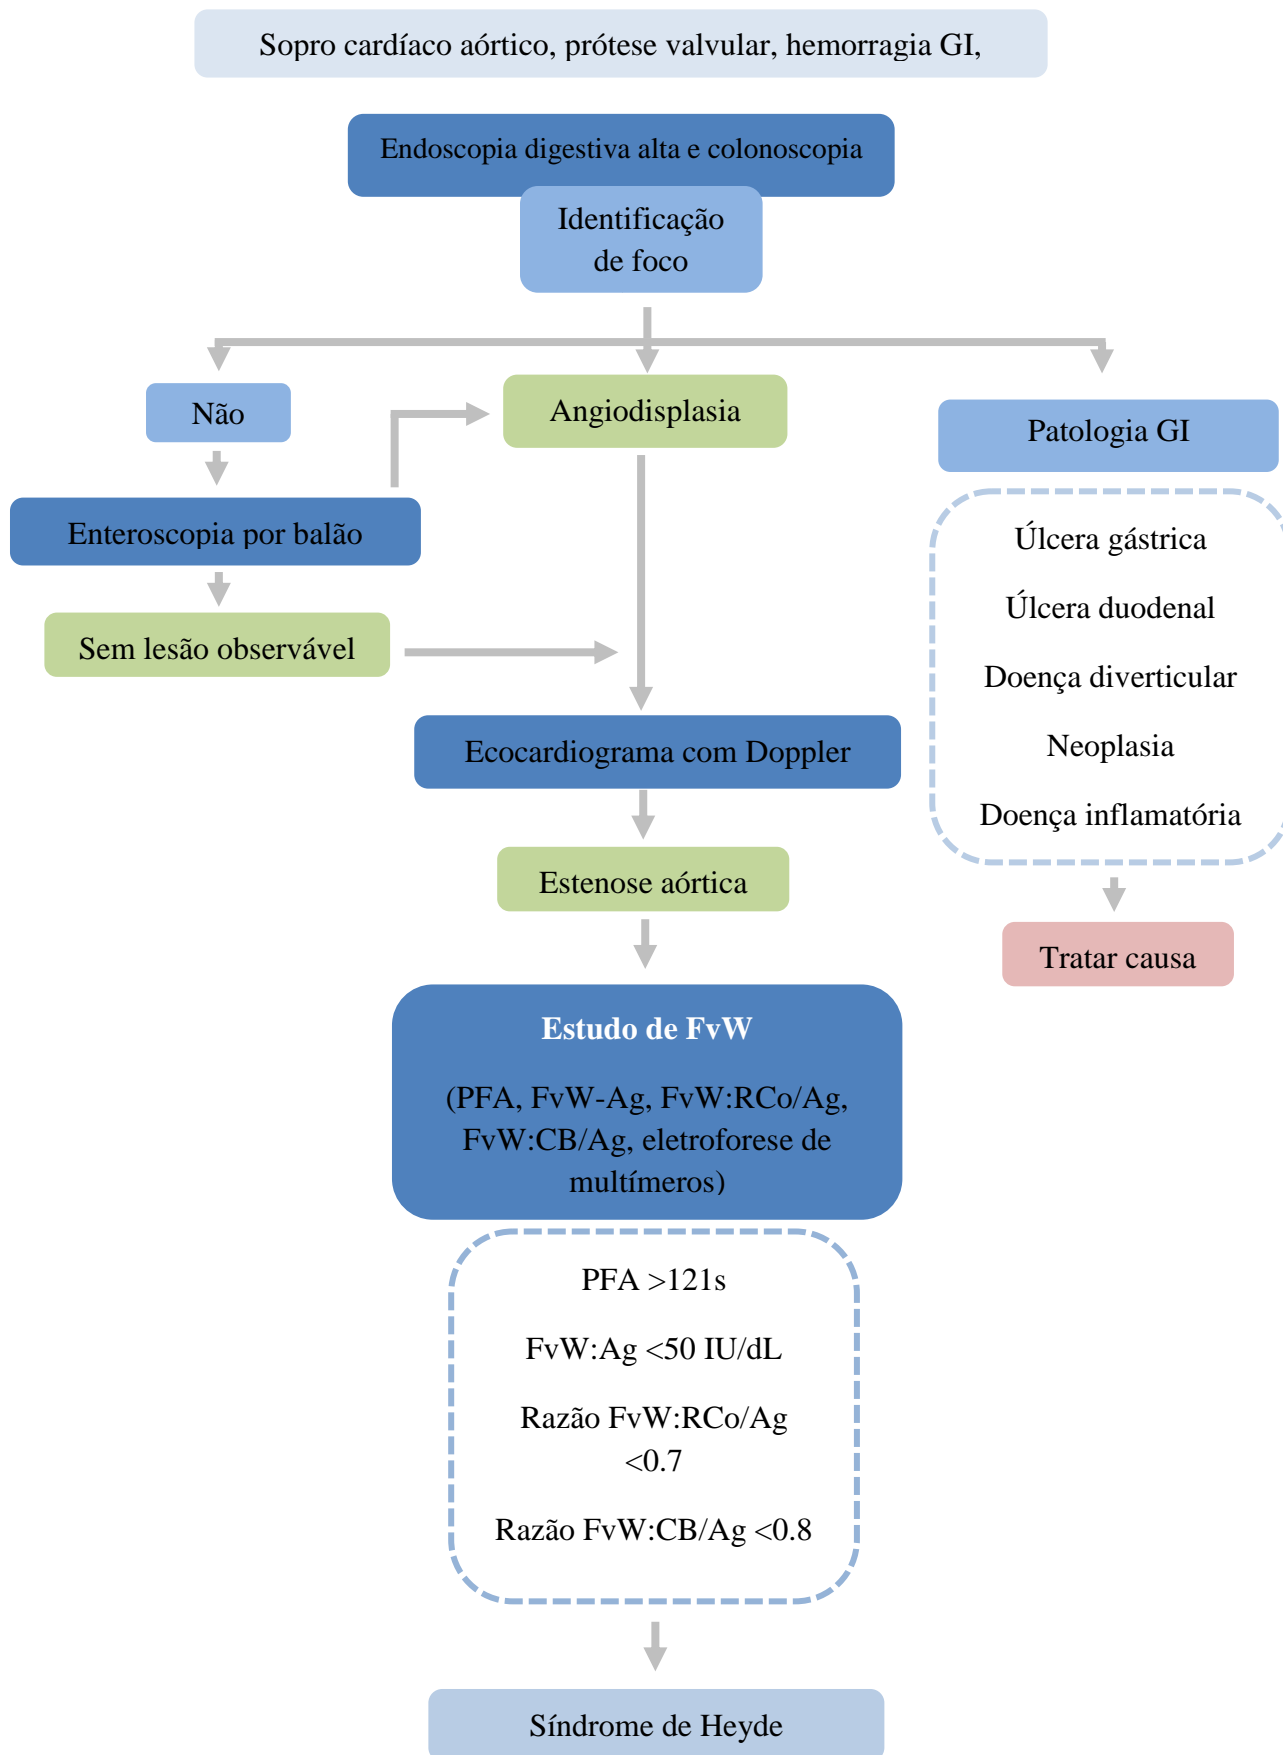 Sopro cardíaco aórtico, prótese valvular, hemorragia GI,
Endoscopia digestiva alta e colonoscopia
Identificação
de foco
Não
Angiodisplasia
Patologia GI
Enteroscopia por balão
Sem lesão observável
Úlcera gástrica
Úlcera duodenal
Doença diverticular
Neoplasia
Doença inflamatória
Tratar causa
Ecocardiograma com Doppler
Estenose aórtica
Estudo de FvW
(PFA, FvW-Ag, FvW:RCo/Ag,
FvW:CB/Ag, eletroforese de
multímeros)
PFA >121s
FvW:Ag <50 IU/dL
Razão FvW:RCo/Ag
<0.7
Razão FvW:CB/Ag <0.8
Síndrome de Heyde